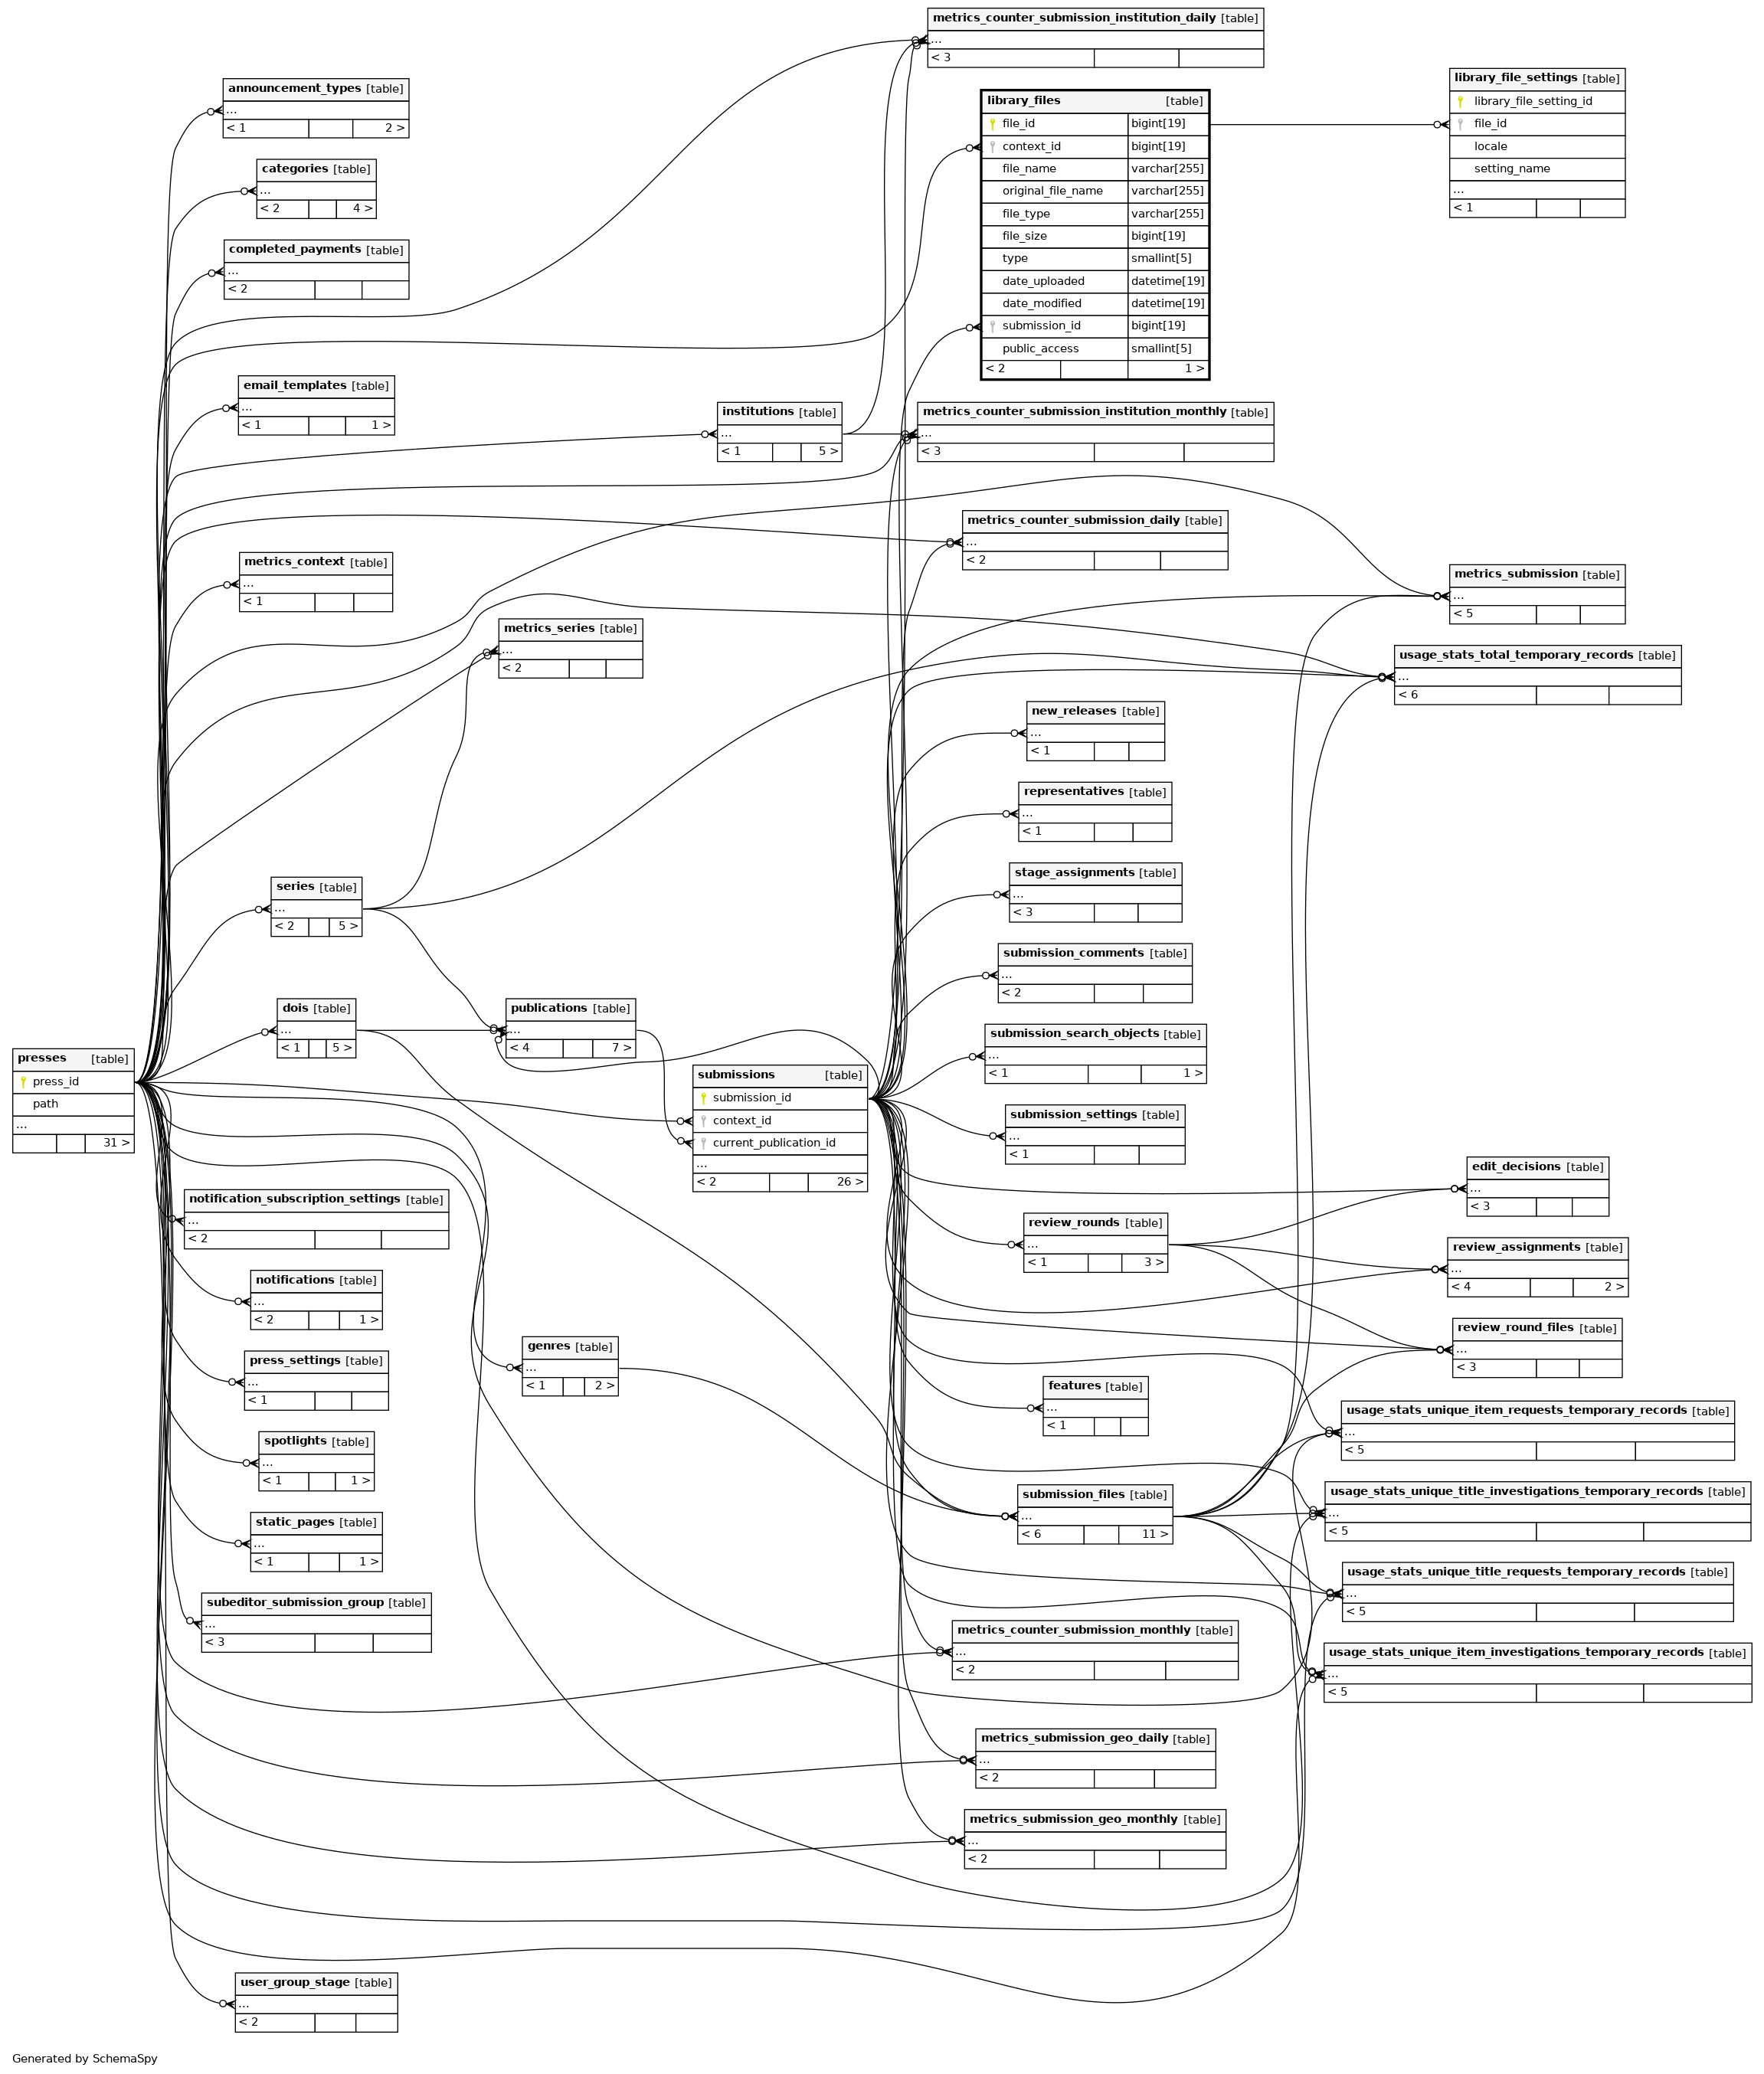 metrics_counter_submission_institution_daily [table]
...
< 3
announcement_types [table]
...
< 1 2 >
categories [table]
...
< 2 4 >
completed_payments [table]
...
< 2
library_files [table]
file_id bigint[19]
context_id bigint[19]
file_name varchar[255]
original_file_name varchar[255]
file_type varchar[255]
file_size bigint[19]
type smallint[5]
date_uploaded datetime[19]
date_modified datetime[19]
submission_id bigint[19]
public_access smallint[5]
< 2 1 >
library_file_settings [table]
library_file_setting_id
file_id
locale
setting_name
...
< 1
email_templates [table]
...
< 1 1 >
institutions [table]
...
< 1 5 >
metrics_counter_submission_institution_monthly [table]
...
< 3
metrics_counter_submission_daily [table]
...
< 2
metrics_context [table]
...
< 1
metrics_submission [table]
...
< 5
metrics_series [table]
...
< 2
usage_stats_total_temporary_records [table]
...
< 6
new_releases [table]
...
< 1
representatives [table]
...
< 1
stage_assignments [table]
...
< 3
series [table]
...
< 2 5 >
submission_comments [table]
...
< 2
dois [table]
...
< 1 5 >
publications [table]
...
< 4 7 >
submission_search_objects [table]
...
< 1 1 >
presses [table]
press_id
path
...
31 >
submissions [table]
submission_id
context_id
current_publication_id
...
< 2 26 >
submission_settings [table]
...
< 1
edit_decisions [table]
...
< 3
notification_subscription_settings [table]
...
< 2
review_rounds [table]
...
< 1 3 >
review_assignments [table]
...
< 4 2 >
notifications [table]
...
< 2 1 >
review_round_files [table]
...
< 3
genres [table]
...
< 1 2 >
press_settings [table]
...
< 1
features [table]
...
< 1
usage_stats_unique_item_requests_temporary_records [table]
...
< 5
spotlights [table]
...
< 1 1 >
submission_files [table]
...
< 6 11 >
usage_stats_unique_title_investigations_temporary_records [table]
...
< 5
static_pages [table]
...
< 1 1 >
usage_stats_unique_title_requests_temporary_records [table]
...
< 5
subeditor_submission_group [table]
...
< 3
metrics_counter_submission_monthly [table]
...
< 2
usage_stats_unique_item_investigations_temporary_records [table]
...
< 5
metrics_submission_geo_daily [table]
...
< 2
metrics_submission_geo_monthly [table]
...
< 2
user_group_stage [table]
...
< 2
Generated by SchemaSpy